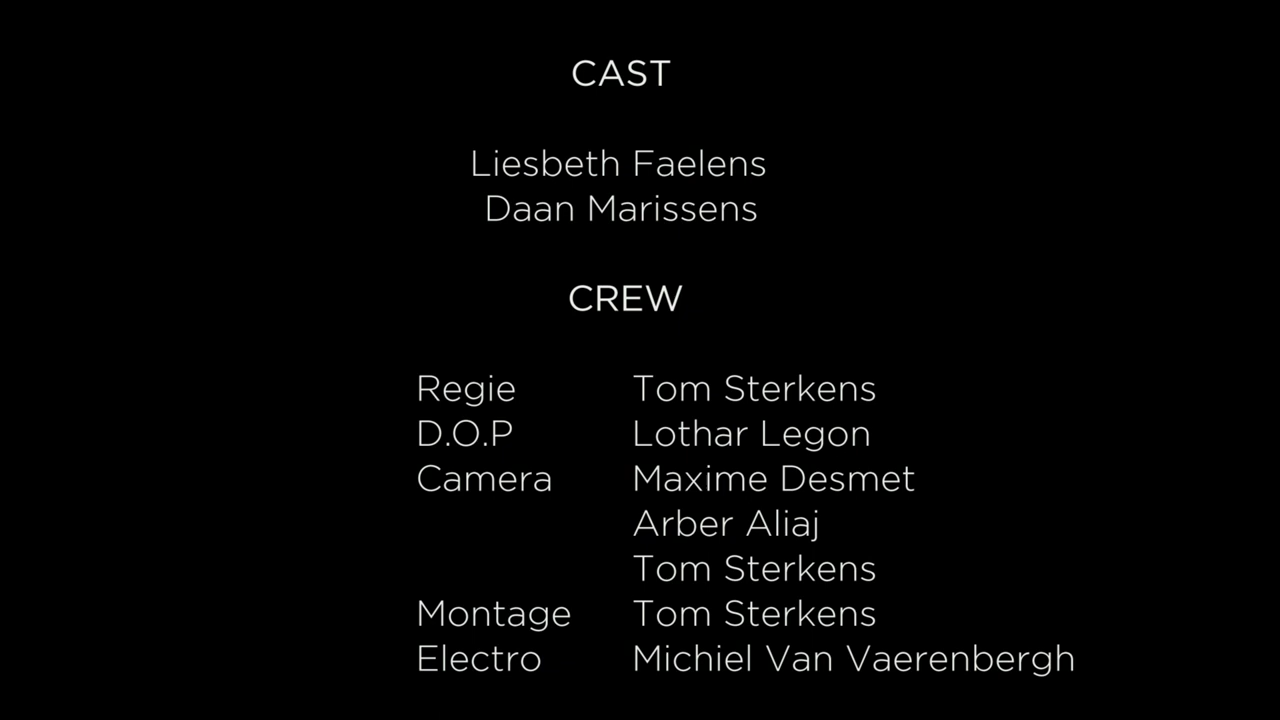 CAST
Liesbeth Faelens
Daan Marissens
CREW
Regie Tom Sterkens
D.O.P Lothar Legon
Camera Maxime Desmet
Arber Aliaj
Tom Sterkens
Montage Tom Sterkens
Electro Michiel Van Vaerenbergh